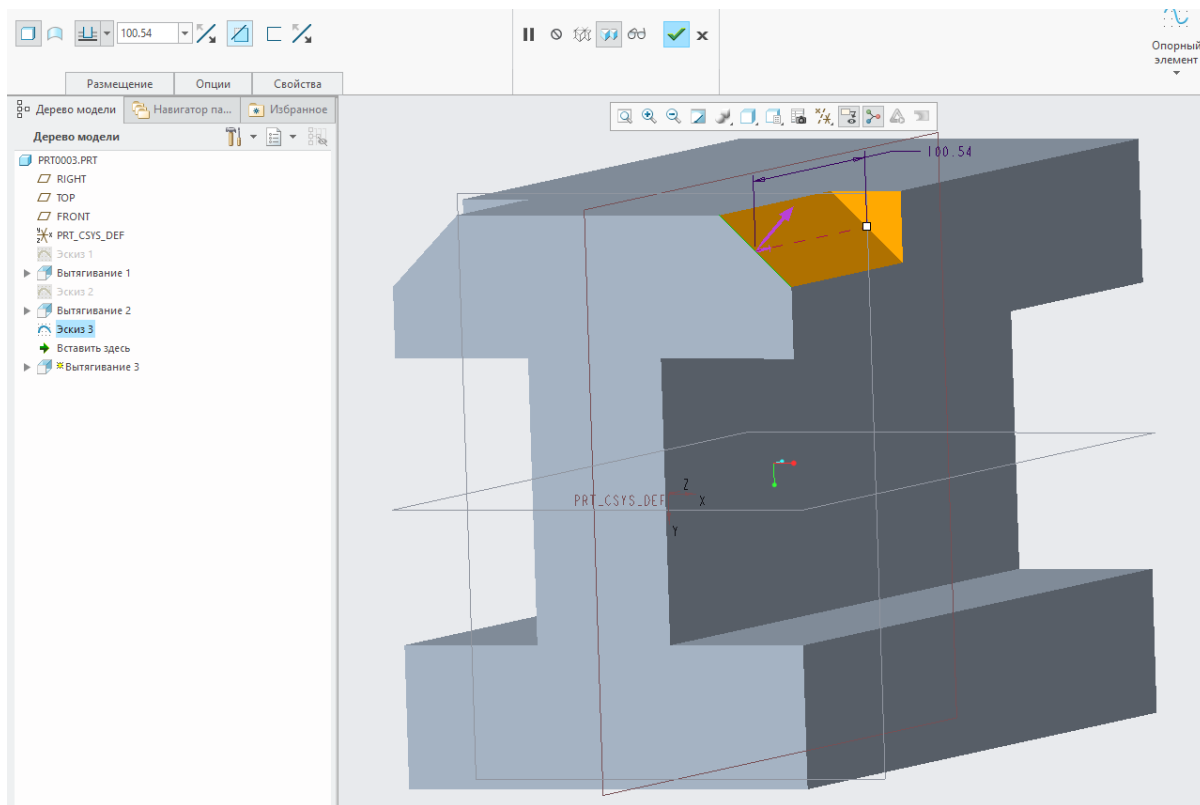 100.54
Опорный
элемент
Размещение
Опции
Свойства
Дерево модели
Навигатор па...
Избранное
Дерево модели
PRT0003.PRT
RIGHT
TOP
FRONT
PRT_CSYS_DEF
Эскиз 1
Вытягивание 1
Эскиз 2
Вытягивание 2
Эскиз 3
Вставить здесь
Вытягивание 3
100.54
Z
PRT_CSYS_DEF
X
Y